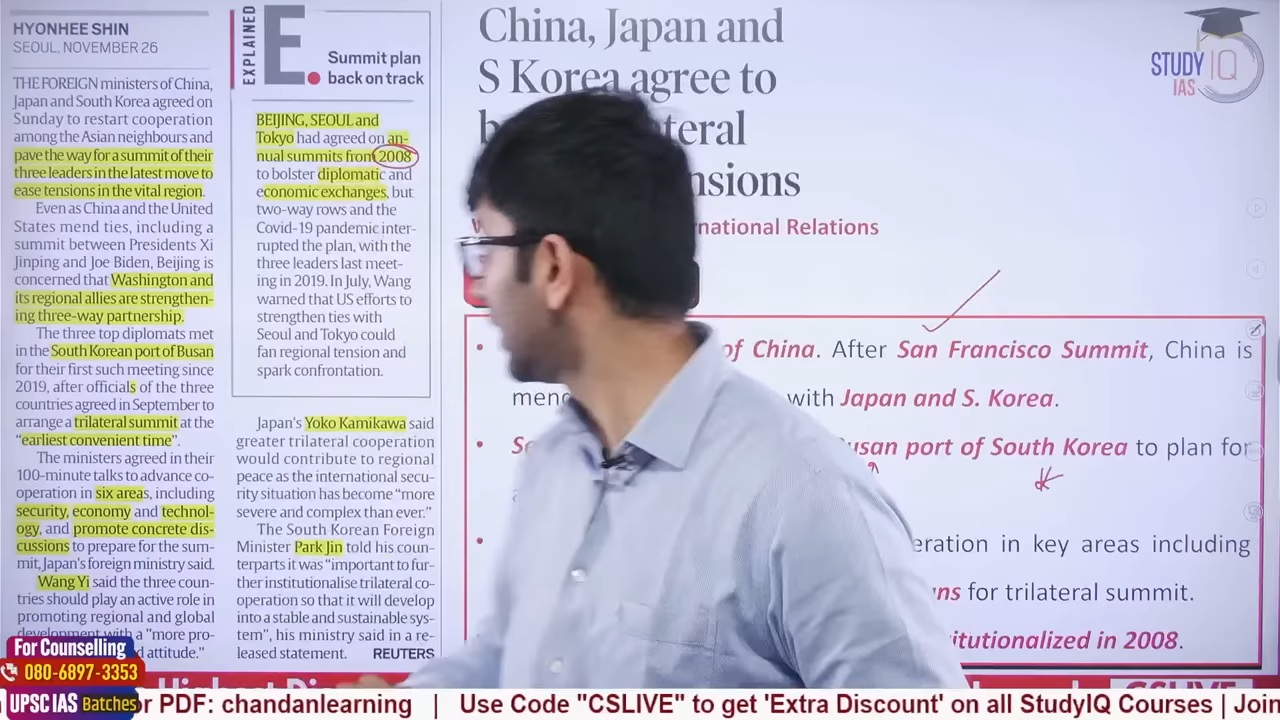 HYONHEE SHIN
SEOUL, NOVEMBER 26
THE FOREIGN ministers of China,
Japan and South Korea agreed on
Sunday to restart cooperation
among the Asian neighbours and
pave the way for a summit of their
three leaders in the latest move to
ease tensions in the vital region.
Even as China and the United
States mend ties, including a
summit between Presidents Xi
Jinping and Joe Biden, Beijing is
concerned that Washington and
its regional allies are strengthen-
ing three-way partnership.
The three top diplomats met
in the South Korean port of Busan
for their first such meeting since
2019, after officials of the three
countries agreed in September to
arrange a trilateral summit at the
"earliest convenient time".
The ministers agreed in their
100-minute talks to advance co-
operation in six areas, including
security, economy and technol-
ogy, and promote concrete dis-
cussions to prepare for the sum-
mit, Japan's foreign ministry said.
Wang Yi said the three coun-
tries should play an active role in
promoting regional and global
development with a "more pro-
attitude."
EXPLAINED
E.
Summit plan
back on track
BEIJING, SEOUL and
Tokyo had agreed on an-
nual summits from 2008
to bolster diplomatic and
economic exchanges, but
two-way rows and the
Covid-19 pandemic inter-
rupted the plan, with the
three leaders last meet-
ing in 2019. In July, Wang
warned that US efforts to
strengthen ties with
Seoul and Tokyo could
fan regional tension and
spark confrontation.
Japan's Yoko Kamikawa said
greater trilateral cooperation
would contribute to regional
peace as the international secu-
rity situation has become "more
severe and complex than ever."
The South Korean Foreign
Minister Park Jin told his coun-
terparts it was "important to fur-
ther institutionalise trilateral co-
operation so that it will develop
into a stable and sustainable sys-
tem", his ministry said in a re-
leased statement. REUTERS
China, Japan and
S Korea agree to
STUDY IQ
IAS
of China. After San Francisco Summit, China is
with Japan and S. Korea.
port of South Korea to plan for
in key areas including
for trilateral summit.
in 2008.
For Counselling
080-6897-3353
UPSC IAS Batches
PDF: chandanlearning | Use Code "CSLIVE" to get 'Extra Discount' on all StudyIQ Courses | Join